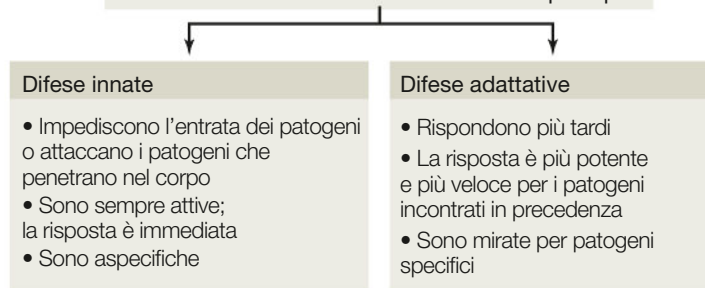 Difese innate
• Impediscono l'entrata dei patogeni
o attaccano i patogeni che
penetrano nel corpo
• Sono sempre attive;
la risposta è immediata
• Sono aspecifiche
Difese adattative
• Rispondono più tardi
• La risposta è più potente
e più veloce per i patogeni
incontrati in precedenza
• Sono mirate per patogeni
specifici